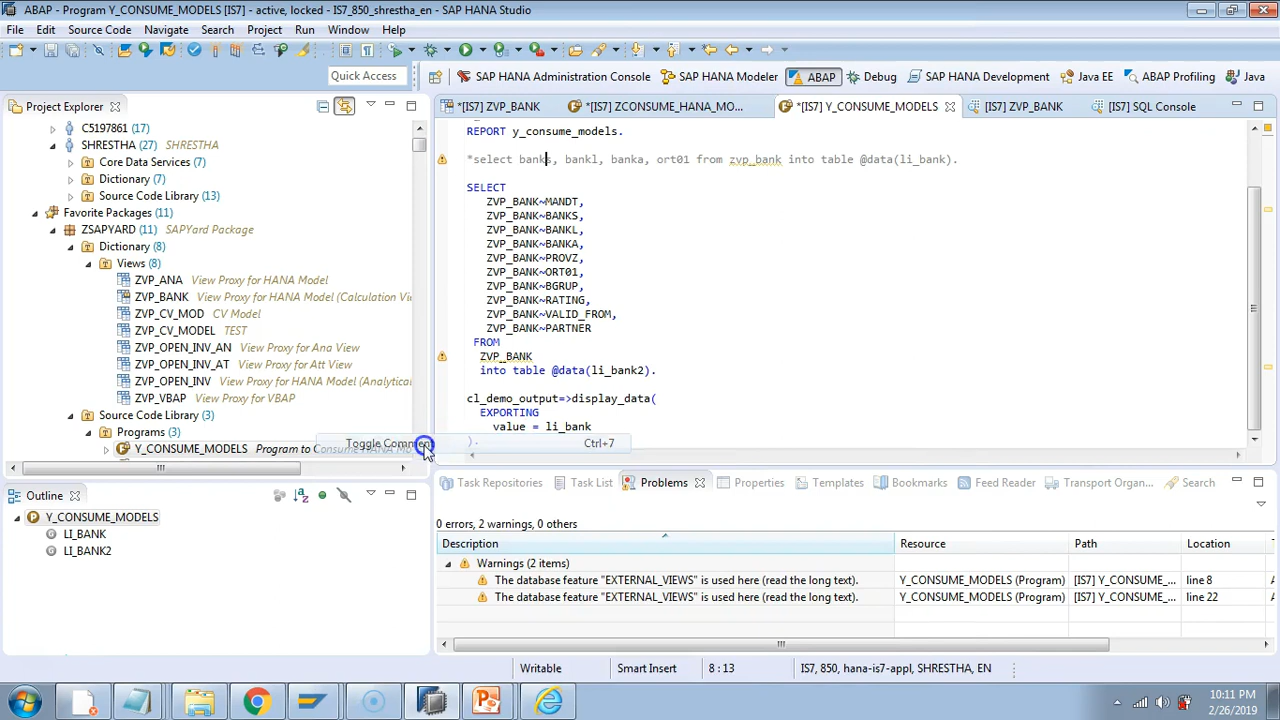 ABAP - Program Y_CONSUME_MODELS [IS7] - active, locked - IS7_850_shrestha_en - SAP HANA Studio
File Edit Source Code Navigate Search Project Run Window Help
Quick Access
SAP HANA Administration Console SAP HANA Modeler ABAP Debug SAP HANA Development Java EE ABAP Profiling Java
Project Explorer
*[IS7] ZVP_BANK *[IS7] ZCONSUME_HANA_MO... *[IS7] Y_CONSUME_MODELS [IS7] ZVP_BANK [IS7] SQL Console
C5197861 (17)
SHRESTHA (27) SHRESTHA
Core Data Services (2)
Dictionary (7)
Source Code Library (13)
Favorite Packages (11)
ZSAPYARD (11) SAPYard Package
Dictionary (8)
Views (8)
ZVP_ANA View Proxy for HANA Model
ZVP_BANK View Proxy for HANA Model (Calculation Vi
ZVP_CV_MOD CV Model
ZVP_CV_MODEL TEST
ZVP_OPEN_INV_AN View Proxy for Ana View
ZVP_OPEN_INV_AT View Proxy for Att View
ZVP_OPEN_INV View Proxy for HANA Model (Analytical
ZVP_VBAP View Proxy for VBAP
Source Code Library (3)
Programs (3)
Y_CONSUME_MODELS Program to Consume HANA Mo
REPORT y_consume_models.
*select banks, bankl, banka, ort01 from zvp_bank into table @data(li_bank).
SELECT
ZVP_BANK~MANDT,
ZVP_BANK~BANKS,
ZVP_BANK~BANKL,
ZVP_BANK~BANKA,
ZVP_BANK~PROVZ,
ZVP_BANK~ORT01,
ZVP_BANK~BGRUP,
ZVP_BANK~RATING,
ZVP_BANK~VALID_FROM,
ZVP_BANK~PARTNER
FROM
ZVP_BANK
into table @data(li_bank2).
cl_demo_output=>display_data(
EXPORTING
value = li_bank
).
Toggle Comment Ctrl+7
Outline
Y_CONSUME_MODELS
LI_BANK
LI_BANK2
Task Repositories Task List Problems Properties Templates Bookmarks Feed Reader Transport Organ... Search
0 errors, 2 warnings, 0 others
Description Resource Path Location T
Warnings (2 items)
The database feature "EXTERNAL_VIEWS" is used here (read the long text). Y_CONSUME_MODELS (Program) [IS7] Y_CONSUME_... line 8 A
The database feature "EXTERNAL_VIEWS" is used here (read the long text). Y_CONSUME_MODELS (Program) [IS7] Y_CONSUME_... line 22 A
Writable Smart Insert 8 : 13 IS7, 850, hana-is7-appl, SHRESTHA, EN
10:11 PM
2/26/2019